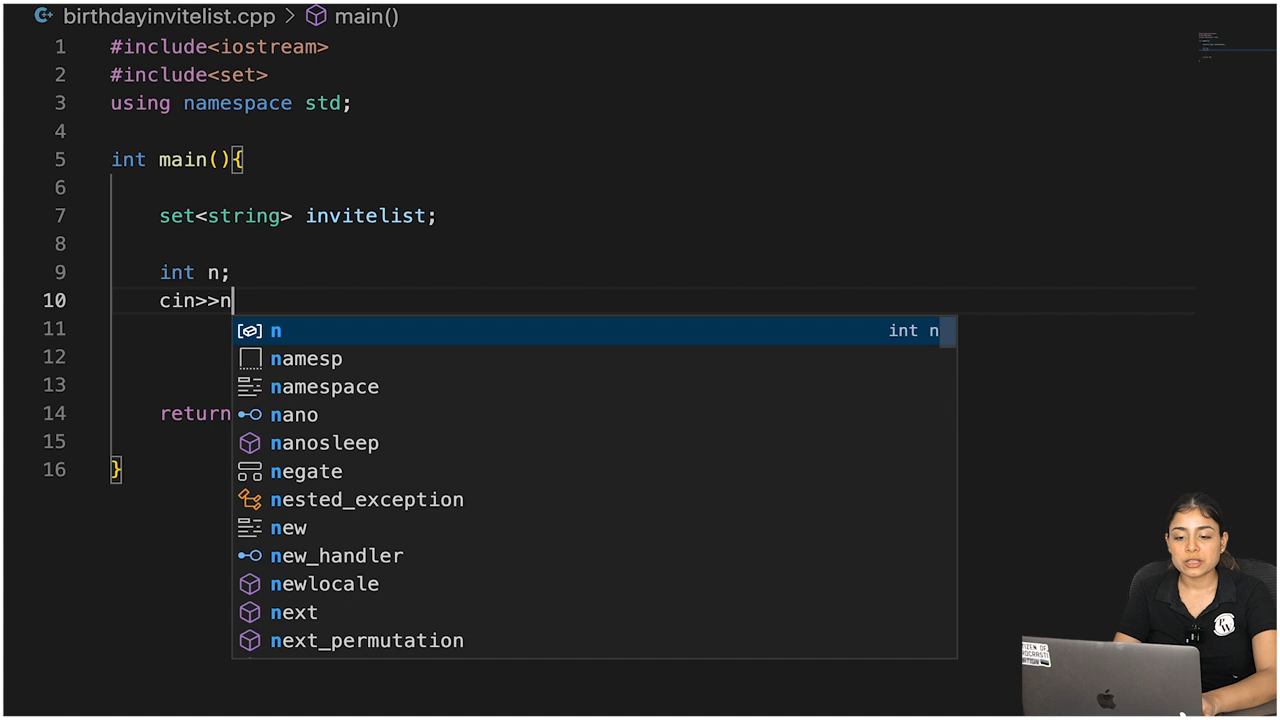 birthdayinvitelist.cpp > main()
1 #include<iostream>
2 #include<set>
3 using namespace std;
4
5 int main(){
6
7 set<string> invitelist;
8
9 int n;
10 cin>>n
11 n int n
12 namesp
13 namespace
14 return nano
15 nanosleep
16 } negate
nested_exception
new
new_handler
newlocale
next
next_permutation
PW